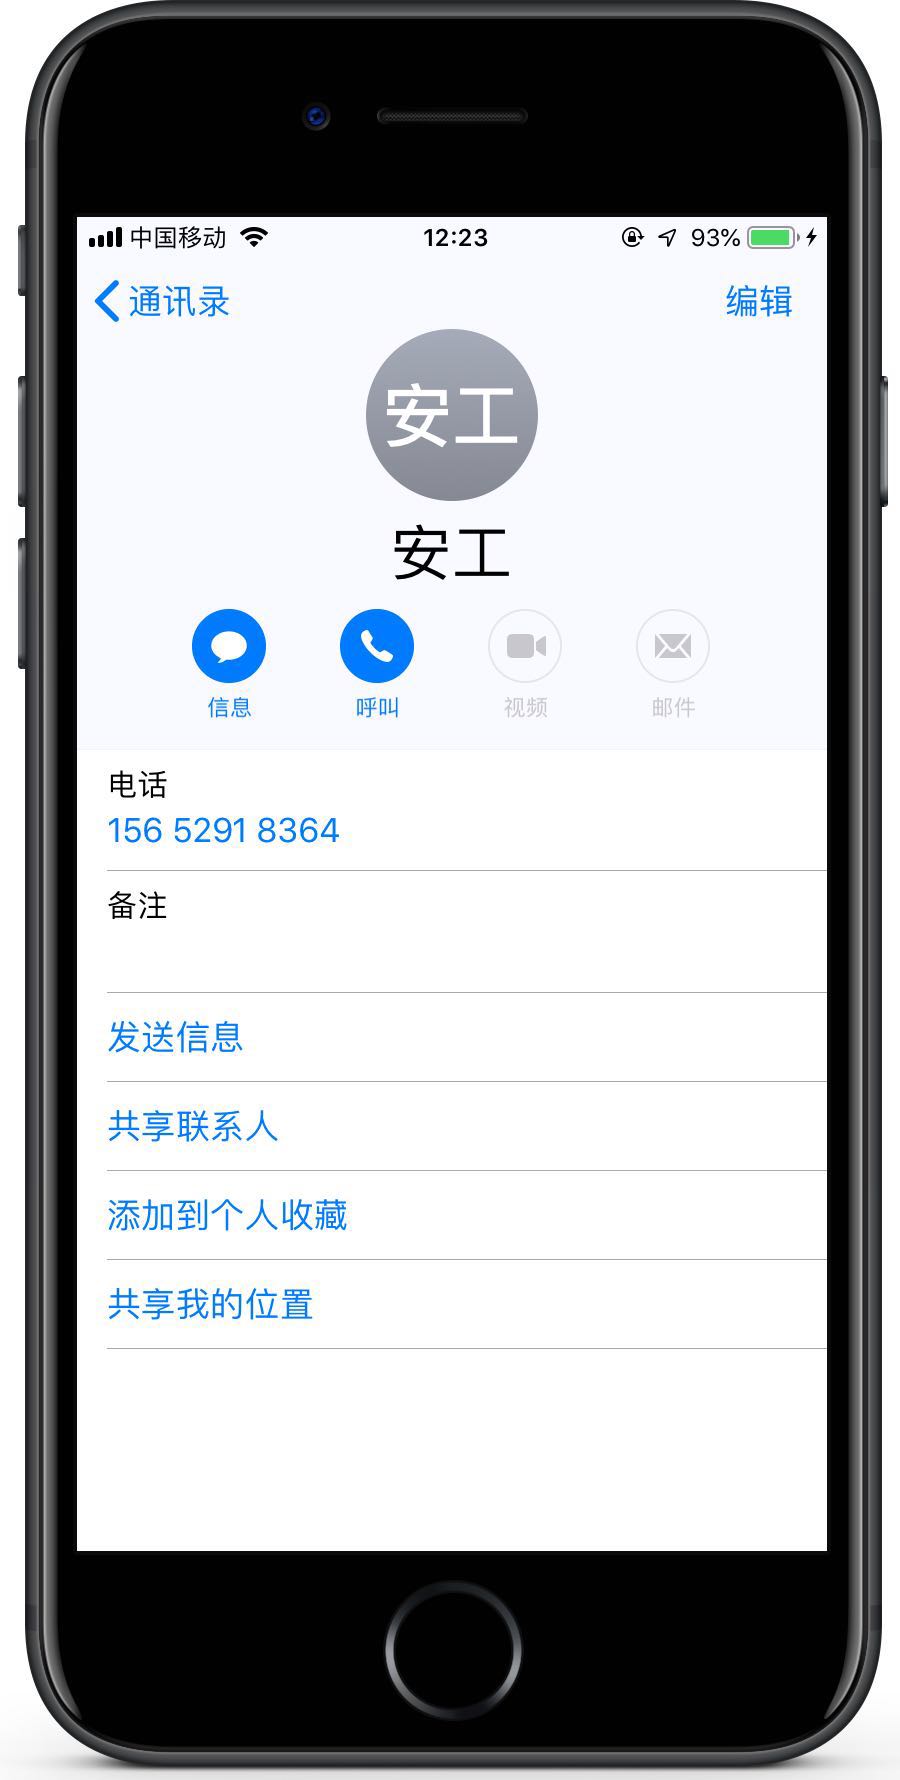 中国移动 12:23 93%
通讯录 编辑
安工
安工
信息 呼叫 视频 邮件
电话
156 5291 8364
备注
发送信息
共享联系人
添加到个人收藏
共享我的位置